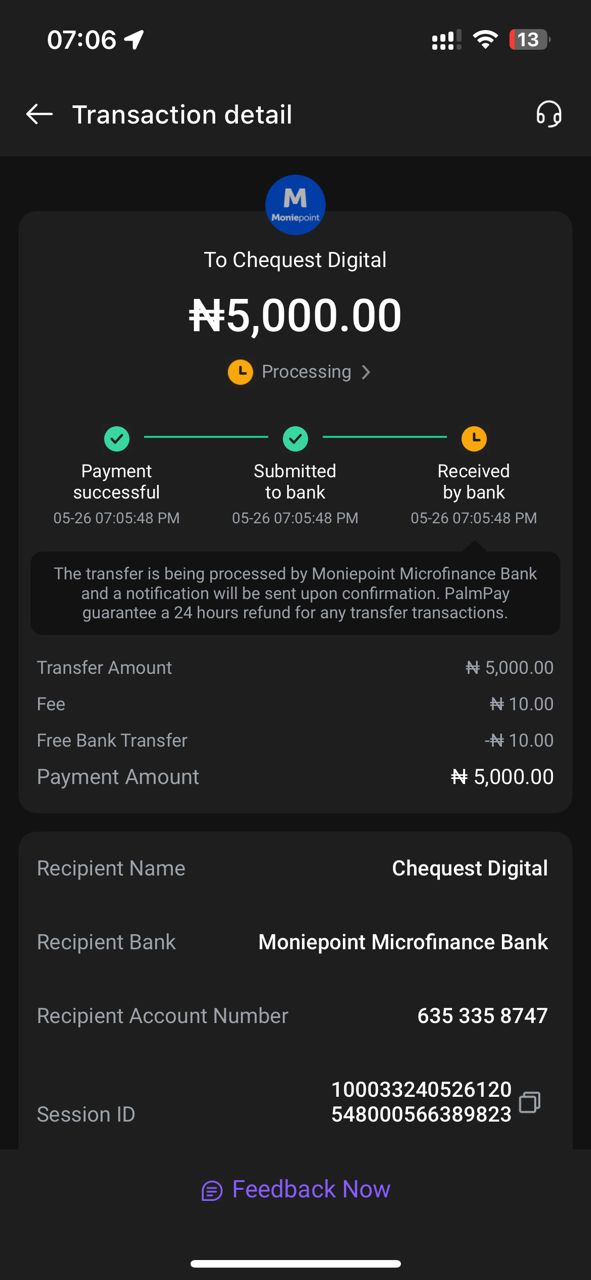 07:06
13
Transaction detail
M
Moniepoint
To Chequest Digital
₦5,000.00
Processing
Payment successful
Submitted to bank
Received by bank
05-26 07:05:48 PM
05-26 07:05:48 PM
05-26 07:05:48 PM
The transfer is being processed by Moniepoint Microfinance Bank
and a notification will be sent upon confirmation. PalmPay
guarantee a 24 hours refund for any transfer transactions.
Transfer Amount ₦ 5,000.00
Fee ₦ 10.00
Free Bank Transfer -₦ 10.00
Payment Amount ₦ 5,000.00
Recipient Name Chequest Digital
Recipient Bank Moniepoint Microfinance Bank
Recipient Account Number 635 335 8747
Session ID 100033240526120
548000566389823
Feedback Now